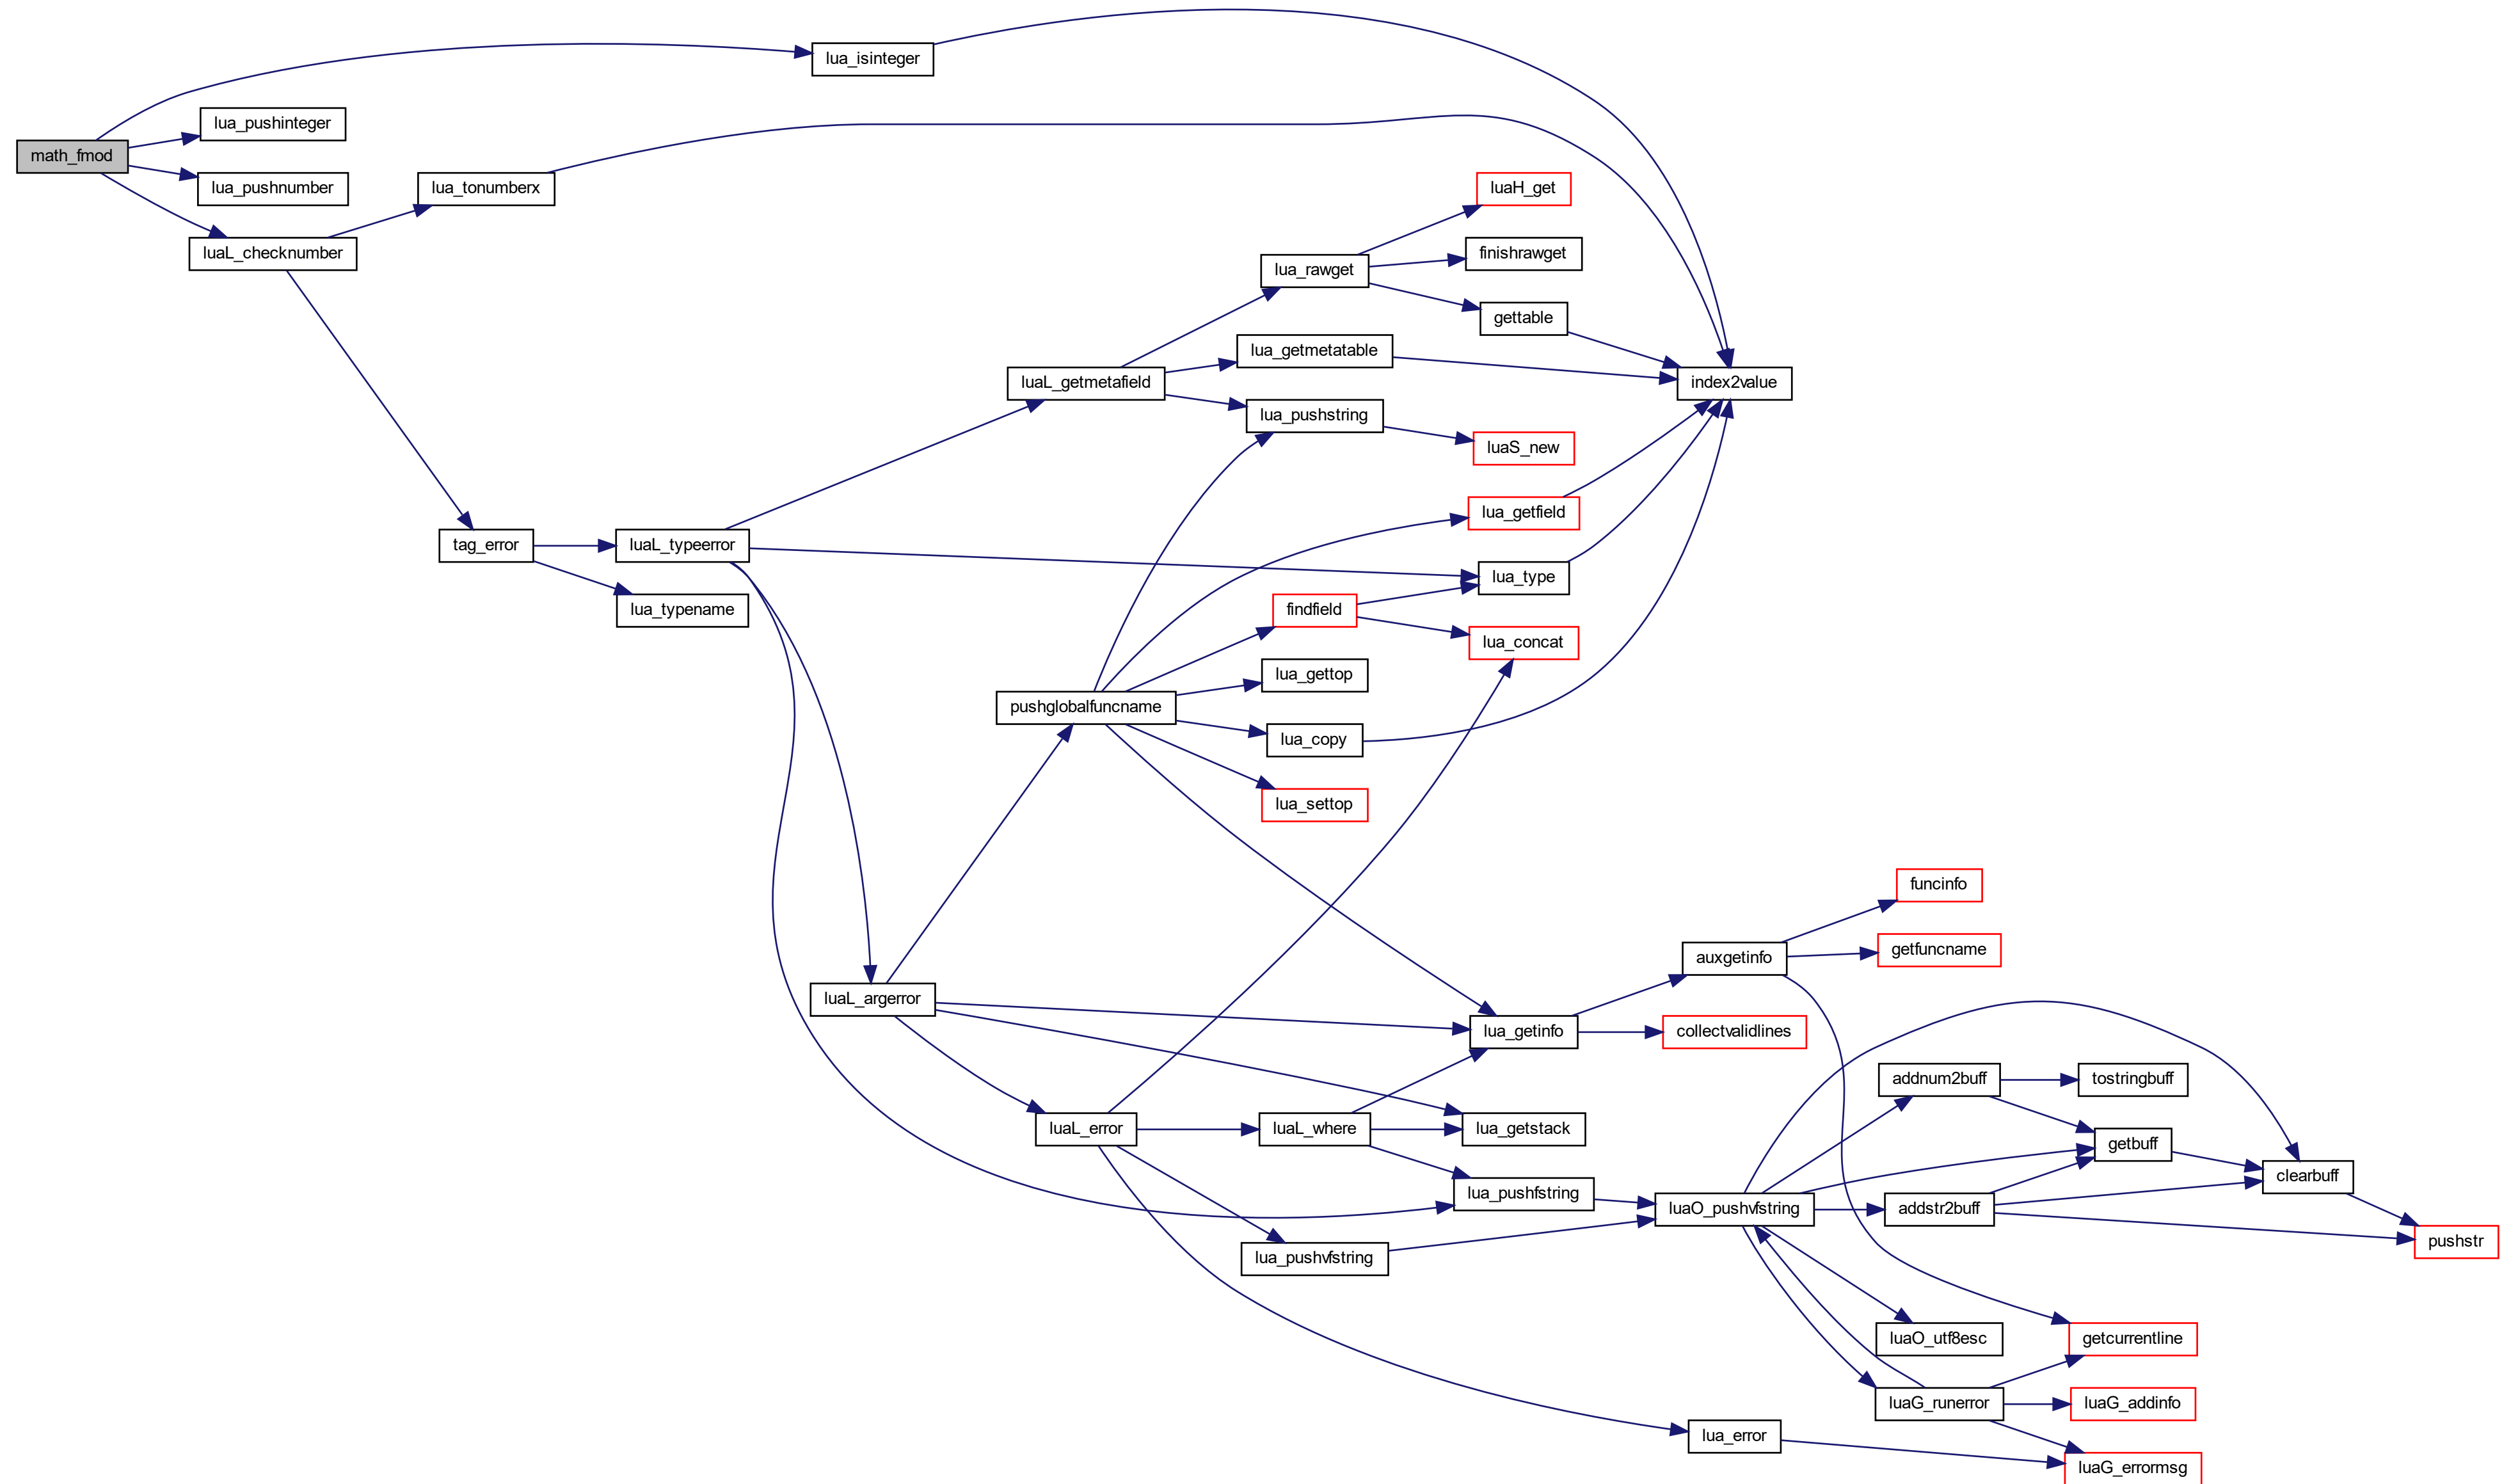 lua_isinteger
lua_pushinteger
math_fmod
lua_pushnumber
lua_tonumberx
luaH_get
luaL_checknumber
lua_rawget
finishrawget
gettable
lua_getmetatable
luaL_getmetafield
index2value
lua_pushstring
luaS_new
lua_getfield
tag_error
luaL_typeerror
lua_type
lua_typename
findfield
lua_concat
lua_gettop
pushglobalfuncname
lua_copy
lua_settop
funcinfo
getfuncname
auxgetinfo
luaL_argerror
lua_getinfo
collectvalidlines
addnum2buff
tostringbuff
luaL_error
luaL_where
lua_getstack
getbuff
clearbuff
lua_pushfstring
luaO_pushvfstring
addstr2buff
pushstr
lua_pushvfstring
luaO_utf8esc
getcurrentline
luaG_runerror
luaG_addinfo
lua_error
luaG_errormsg